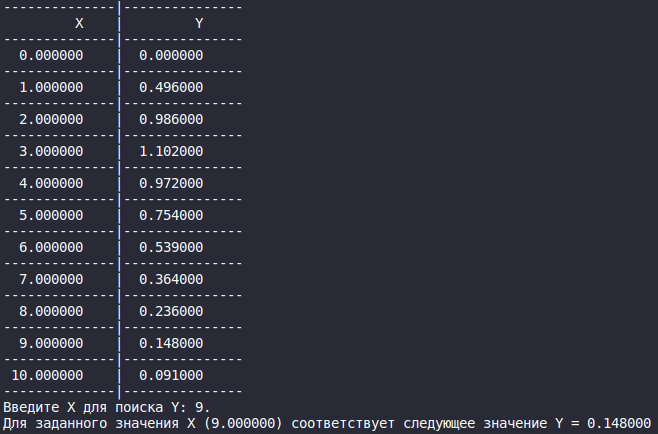 --------------|---------------
X | Y
--------------|---------------
0.000000 | 0.000000
--------------|---------------
1.000000 | 0.496000
--------------|---------------
2.000000 | 0.986000
--------------|---------------
3.000000 | 1.102000
--------------|---------------
4.000000 | 0.972000
--------------|---------------
5.000000 | 0.754000
--------------|---------------
6.000000 | 0.539000
--------------|---------------
7.000000 | 0.364000
--------------|---------------
8.000000 | 0.236000
--------------|---------------
9.000000 | 0.148000
--------------|---------------
10.000000 | 0.091000
--------------|---------------
Введите X для поиска Y: 9.
Для заданного значения X (9.000000) соответствует следующее значение Y = 0.148000